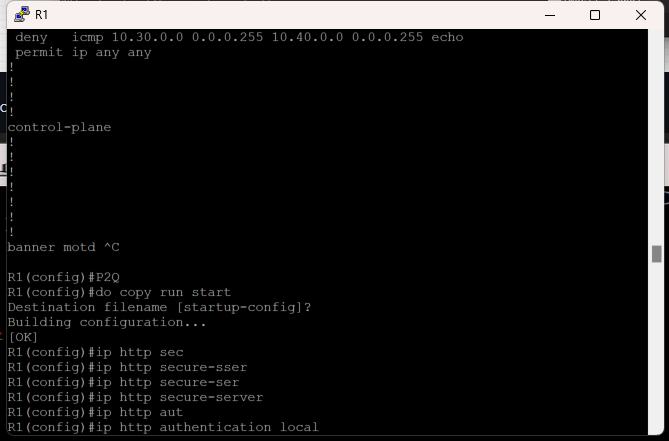 R1
deny   icmp 10.30.0.0 0.0.0.255 10.40.0.0 0.0.0.255 echo
permit ip any any
!
!
!
!
control-plane
!
!
!
!
!
!
!
banner motd ^C
R1(config)#P2Q
R1(config)#do copy run start
Destination filename [startup-config]?
Building configuration...
[OK]
R1(config)#ip http sec
R1(config)#ip http secure-sser
R1(config)#ip http secure-ser
R1(config)#ip http secure-server
R1(config)#ip http aut
R1(config)#ip http authentication local